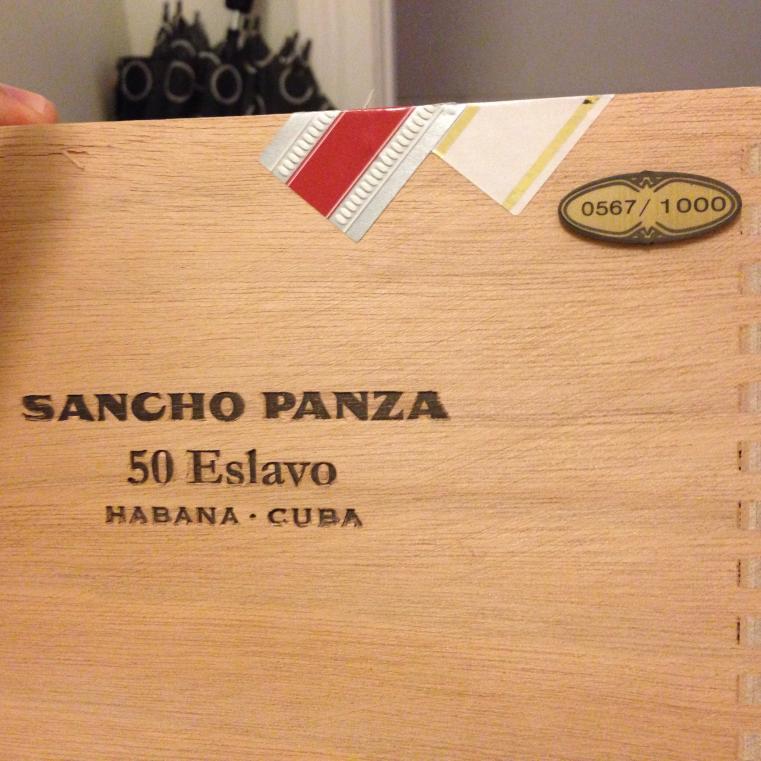 0567/1000
SANCHO PANZA
50 Eslavo
HABANA · CUBA